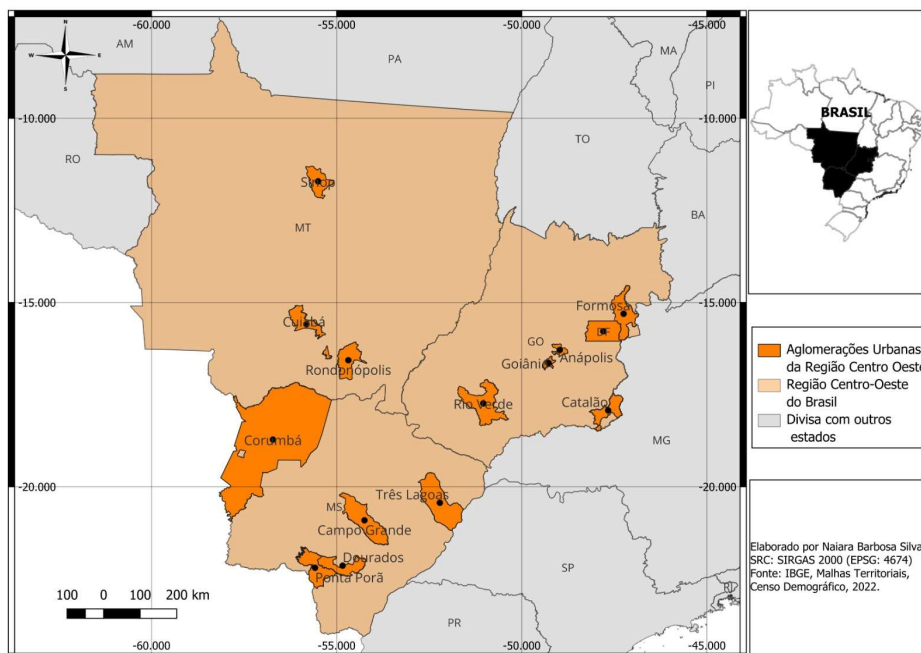 -60.000 -55.000 -50.000 -45.000
N
W E
S
AM
PA
MA
PI
-10.000 -10.000
TO
RO
Sinop
BA
MT
-15.000 -15.000
Formosa
Cuiabá
DF
GO
Anápolis
Goiânia
Rondonópolis
Rio Verde
Catalão
MG
Corumbá
-20.000 -20.000
Três Lagoas
MS
Campo Grande
Dourados
Ponta Porã
SP
RJ
PR
100 0 100 200 km
-60.000 -55.000 -50.000 -45.000
BRASIL
Aglomerações Urbanas
da Região Centro Oeste
Região Centro-Oeste
do Brasil
Divisa com outros
estados
Elaborado por Naiara Barbosa Silva
SRC: SIRGAS 2000 (EPSG: 4674)
Fonte: IBGE, Malhas Territoriais,
Censo Demográfico, 2022.